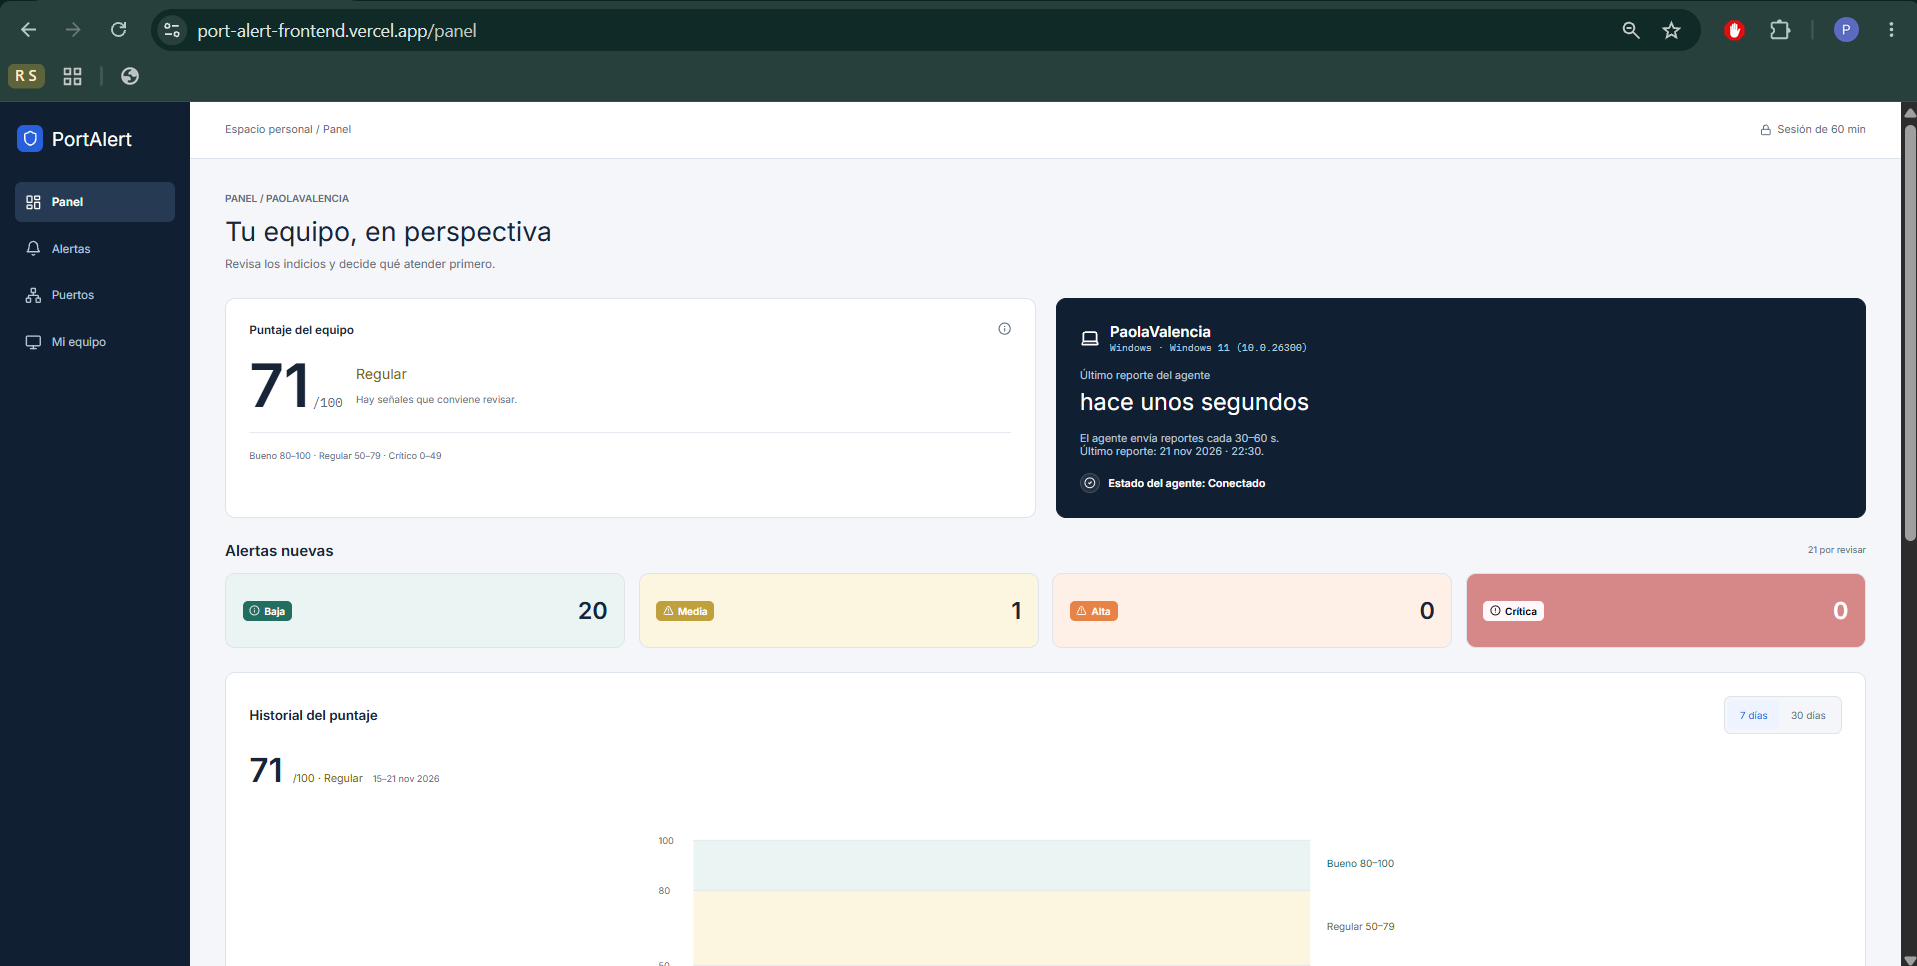 port-alert-frontend.vercel.app/panel
P
RS
PortAlert
Panel
Alertas
Puertos
Mi equipo
Espacio personal / Panel
Sesión de 60 min
PANEL / PAOLAVALENCIA
Tu equipo, en perspectiva
Revisa los indicios y decide qué atender primero.
Puntaje del equipo
71 /100
Regular
Hay señales que conviene revisar.
Bueno 80–100 · Regular 50–79 · Crítico 0–49
PaolaValencia
Windows · Windows 11 (10.0.26300)
Último reporte del agente
hace unos segundos
El agente envía reportes cada 30–60 s.
Último reporte: 21 nov 2026 · 22:30.
Estado del agente: Conectado
Alertas nuevas
21 por revisar
Baja 20
Media 1
Alta 0
Crítica 0
Historial del puntaje
7 días 30 días
71 /100 · Regular 15–21 nov 2026
100
Bueno 80–100
80
Regular 50–79
50